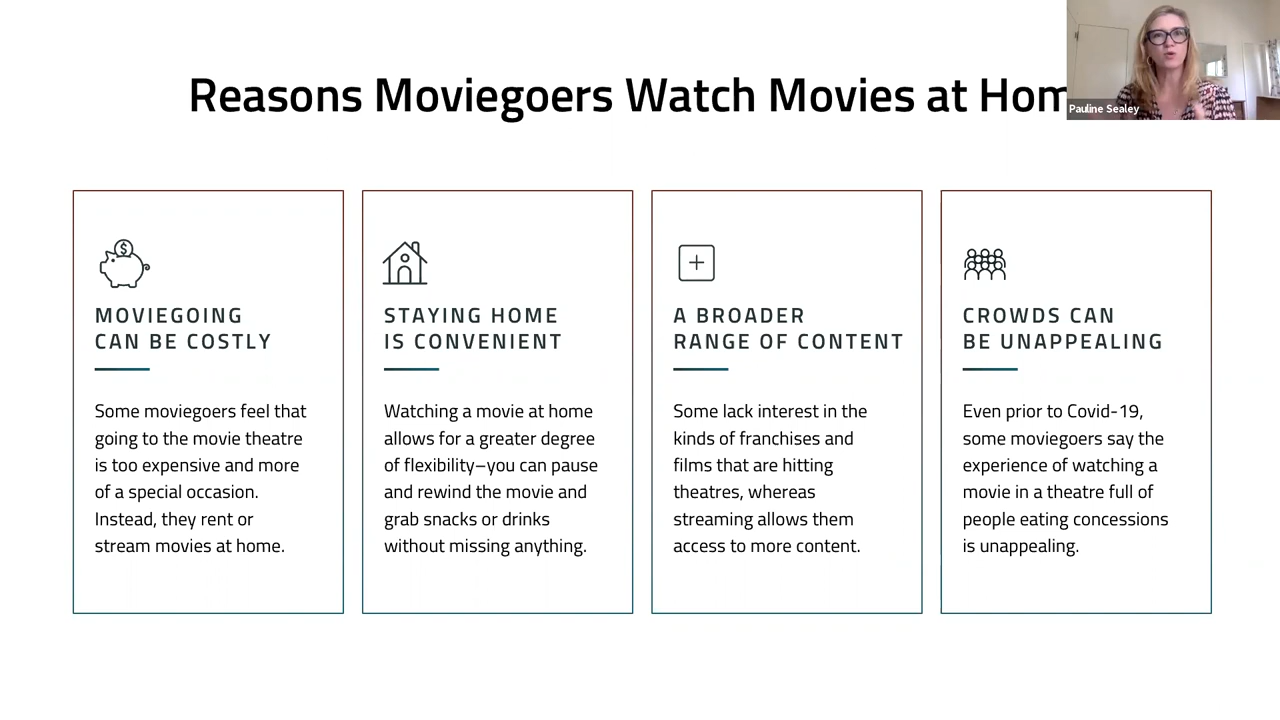 Reasons Moviegoers Watch Movies at Hom
Pauline Sealey
$
MOVIEGOING
CAN BE COSTLY
Some moviegoers feel that
going to the movie theatre
is too expensive and more
of a special occasion.
Instead, they rent or
stream movies at home.
STAYING HOME
IS CONVENIENT
Watching a movie at home
allows for a greater degree
of flexibility–you can pause
and rewind the movie and
grab snacks or drinks
without missing anything.
A BROADER
RANGE OF CONTENT
Some lack interest in the
kinds of franchises and
films that are hitting
theatres, whereas
streaming allows them
access to more content.
CROWDS CAN
BE UNAPPEALING
Even prior to Covid-19,
some moviegoers say the
experience of watching a
movie in a theatre full of
people eating concessions
is unappealing.